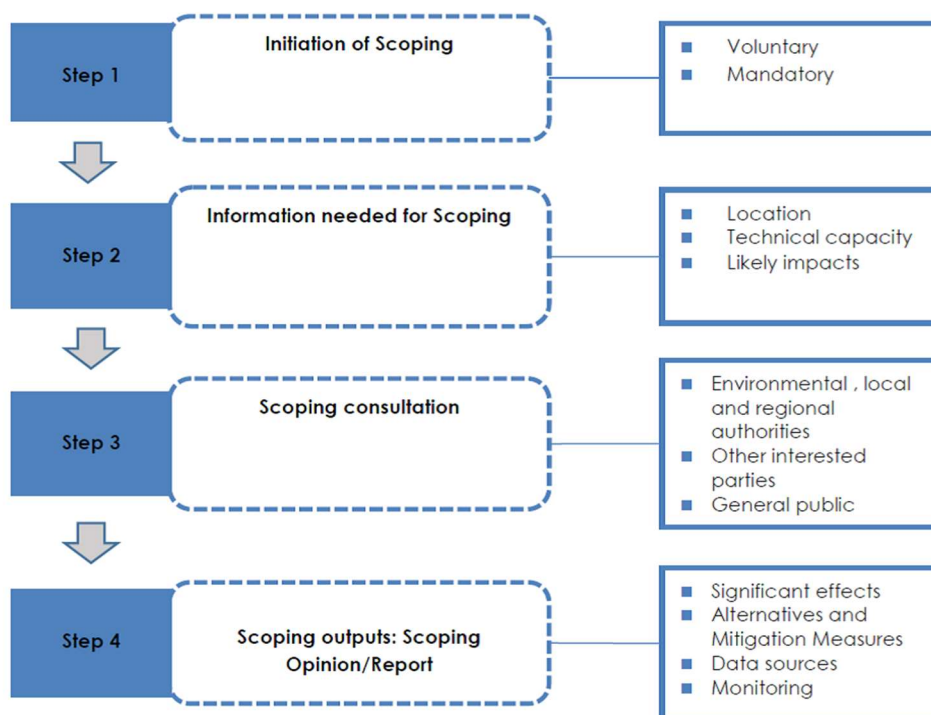 Step 1
Initiation of Scoping
Voluntary
Mandatory
Step 2
Information needed for Scoping
Location
Technical capacity
Likely impacts
Step 3
Scoping consultation
Environmental , local
and regional
authorities
Other interested
parties
General public
Step 4
Scoping outputs: Scoping
Opinion/Report
Significant effects
Alternatives and
Mitigation Measures
Data sources
Monitoring